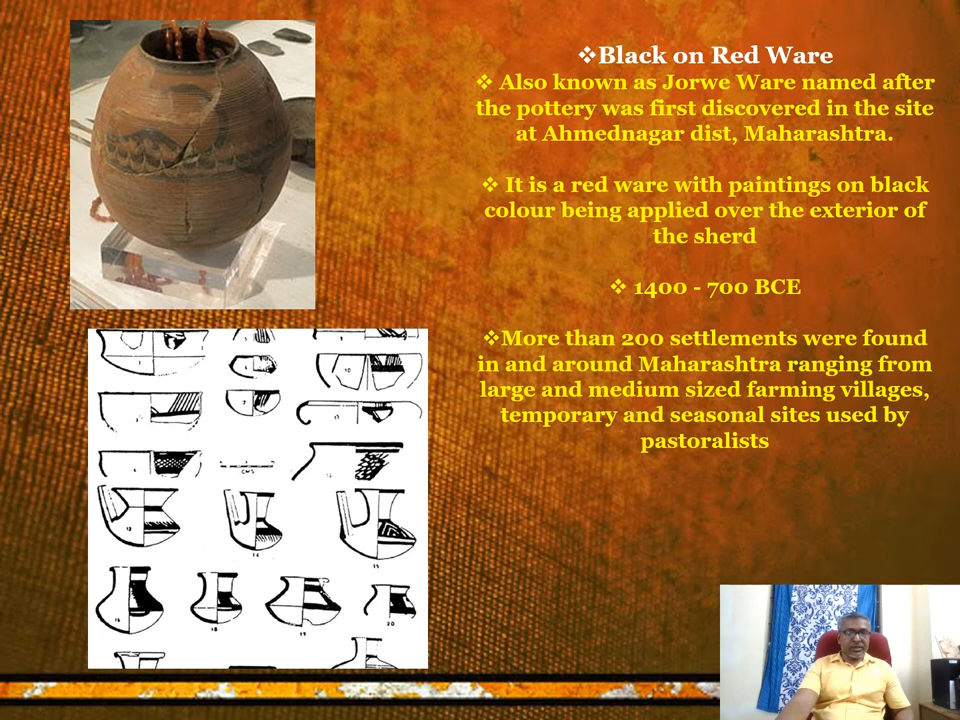 ❖Black on Red Ware
❖ Also known as Jorwe Ware named after
the pottery was first discovered in the site
at Ahmednagar dist, Maharashtra.
❖ It is a red ware with paintings on black
colour being applied over the exterior of
the sherd
❖ 1400 - 700 BCE
❖More than 200 settlements were found
in and around Maharashtra ranging from
large and medium sized farming villages,
temporary and seasonal sites used by
pastoralists